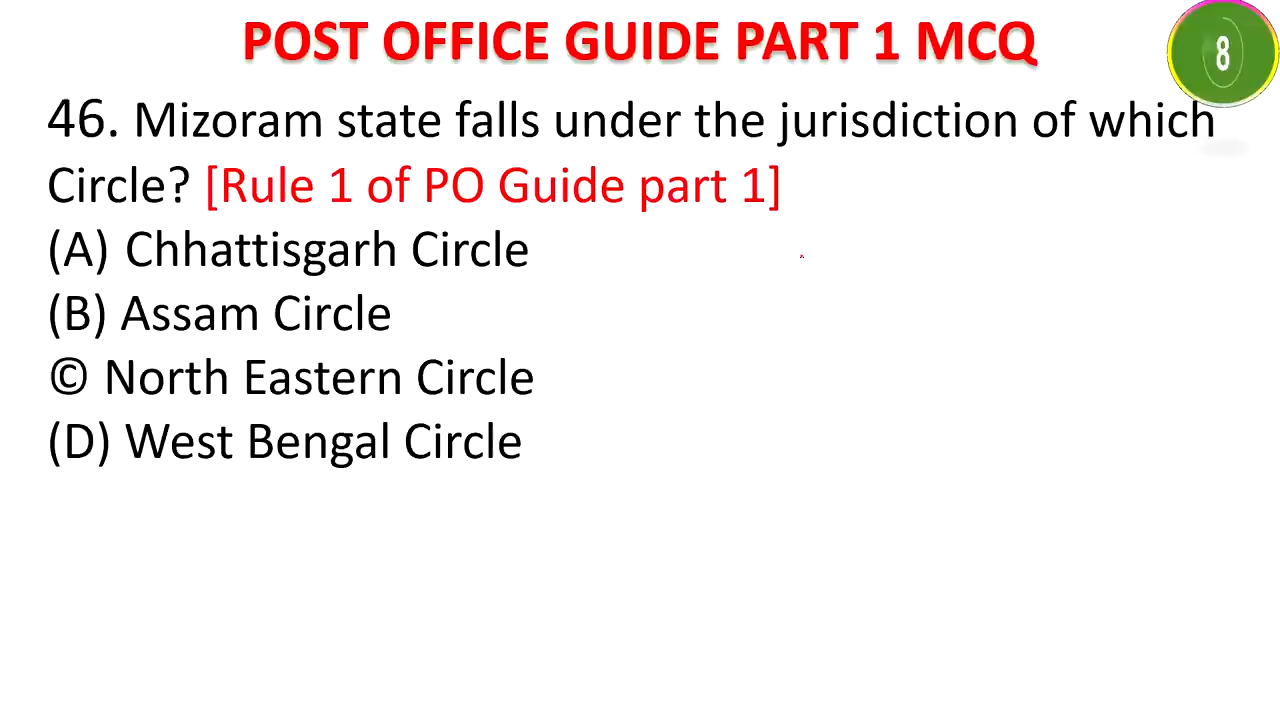 POST OFFICE GUIDE PART 1 MCQ
8
46. Mizoram state falls under the jurisdiction of which
Circle? [Rule 1 of PO Guide part 1]
(A) Chhattisgarh Circle
(B) Assam Circle
© North Eastern Circle
(D) West Bengal Circle